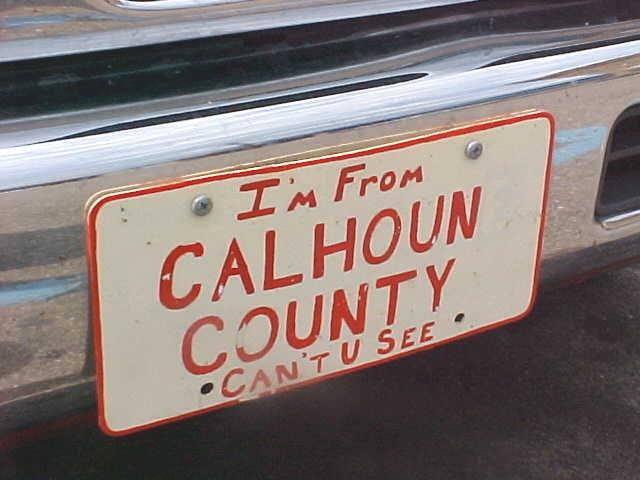 I'm From
CALHOUN
COUNTY
CAN'T U SEE